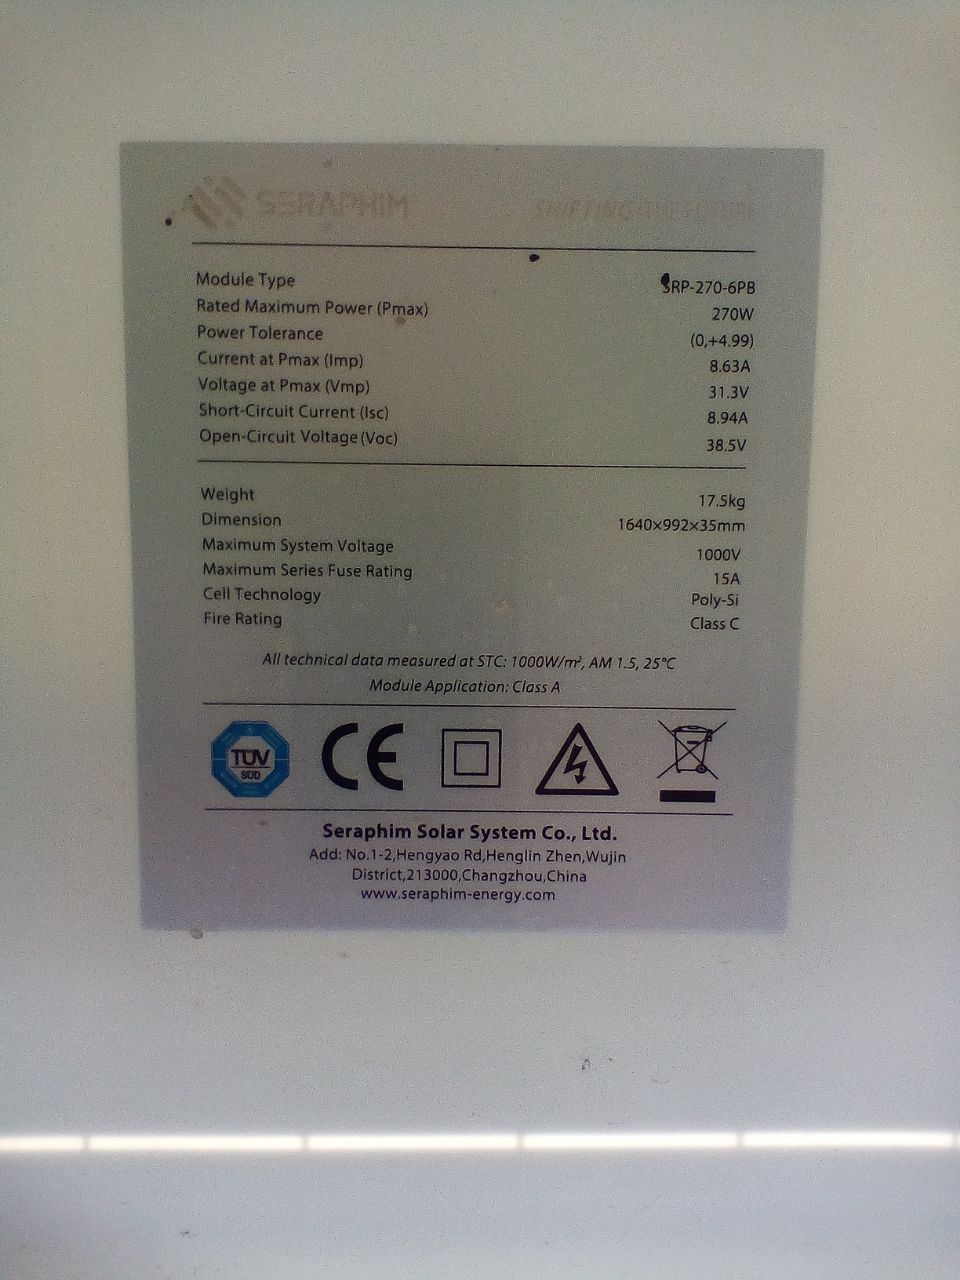 SERAPHIM SHIFTING THE FUTURE
Module Type SRP-270-6PB
Rated Maximum Power (Pmax) 270W
Power Tolerance (0,+4.99)
Current at Pmax (Imp) 8.63A
Voltage at Pmax (Vmp) 31.3V
Short-Circuit Current (Isc) 8.94A
Open-Circuit Voltage (Voc) 38.5V
Weight 17.5kg
Dimension 1640×992×35mm
Maximum System Voltage 1000V
Maximum Series Fuse Rating 15A
Cell Technology Poly-Si
Fire Rating Class C
All technical data measured at STC: 1000W/m², AM 1.5, 25°C
Module Application: Class A
TÜV
SÜD
CE
Seraphim Solar System Co., Ltd.
Add: No.1-2,Hengyao Rd,Henglin Zhen,Wujin
District,213000,Changzhou,China
www.seraphim-energy.com